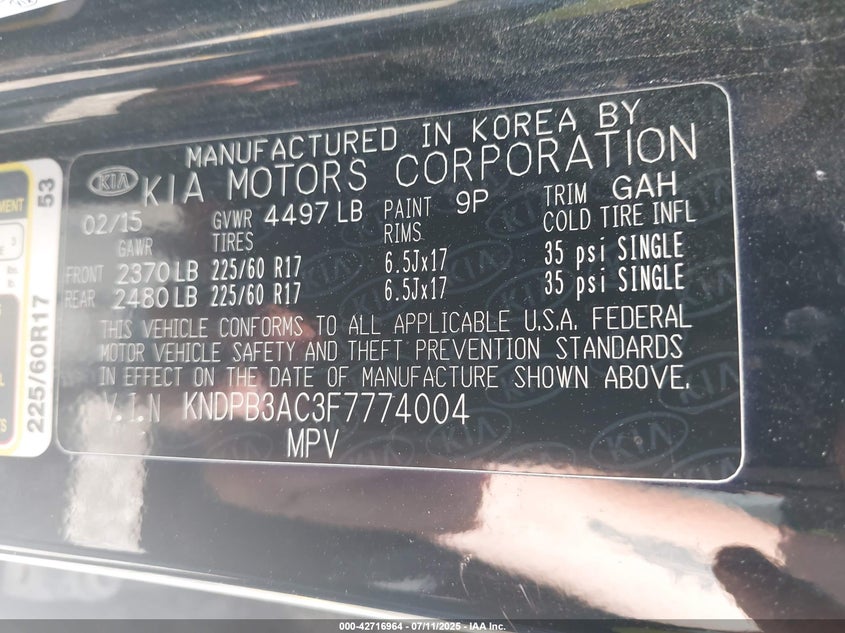 MANUFACTURED IN KOREA BY
KIA KIA MOTORS CORPORATION
02/15 GVWR 4497 LB PAINT 9P TRIM GAH
GAWR TIRES RIMS COLD TIRE INFL
FRONT 2370 LB 225/60 R17 6.5Jx17 35 psi SINGLE
REAR 2480 LB 225/60 R17 6.5Jx17 35 psi SINGLE
THIS VEHICLE CONFORMS TO ALL APPLICABLE U.S.A. FEDERAL
MOTOR VEHICLE SAFETY AND THEFT PREVENTION STANDARDS
IN EFFECT ON THE DATE OF MANUFACTURE SHOWN ABOVE.
V.I.N KNDPB3AC3F7774004
MPV
53
225/60R17
000-42716964 - 07/11/2025 - IAA Inc.